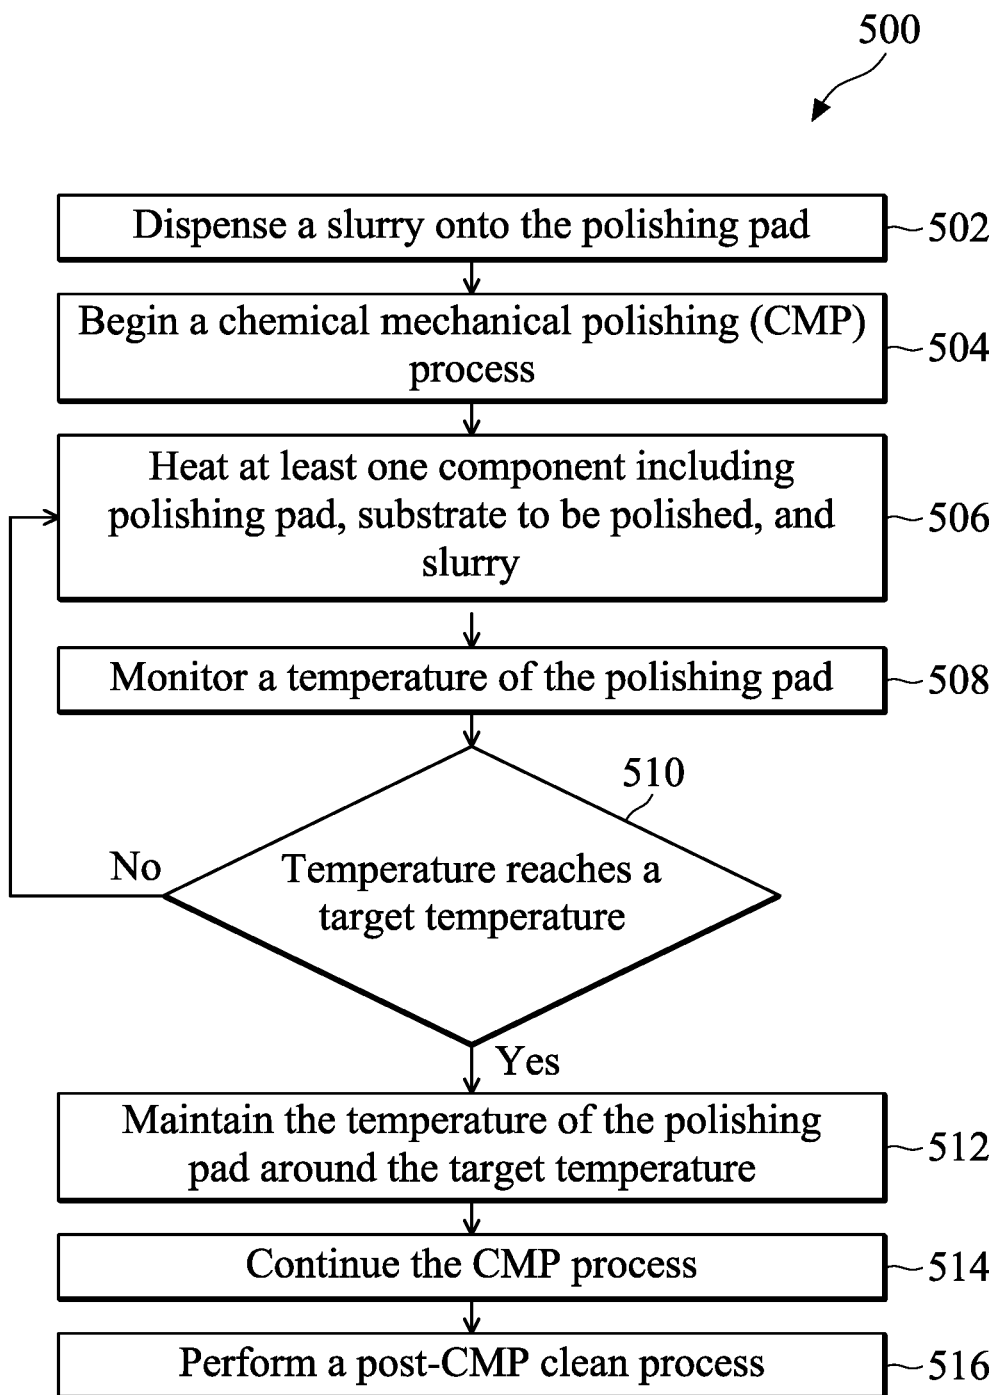 500
Dispense a slurry onto the polishing pad
502
Begin a chemical mechanical polishing (CMP)
process
504
Heat at least one component including
polishing pad, substrate to be polished, and
slurry
506
Monitor a temperature of the polishing pad
508
510
Temperature reaches a
target temperature
No
Yes
Maintain the temperature of the polishing
pad around the target temperature
512
Continue the CMP process
514
Perform a post-CMP clean process
516